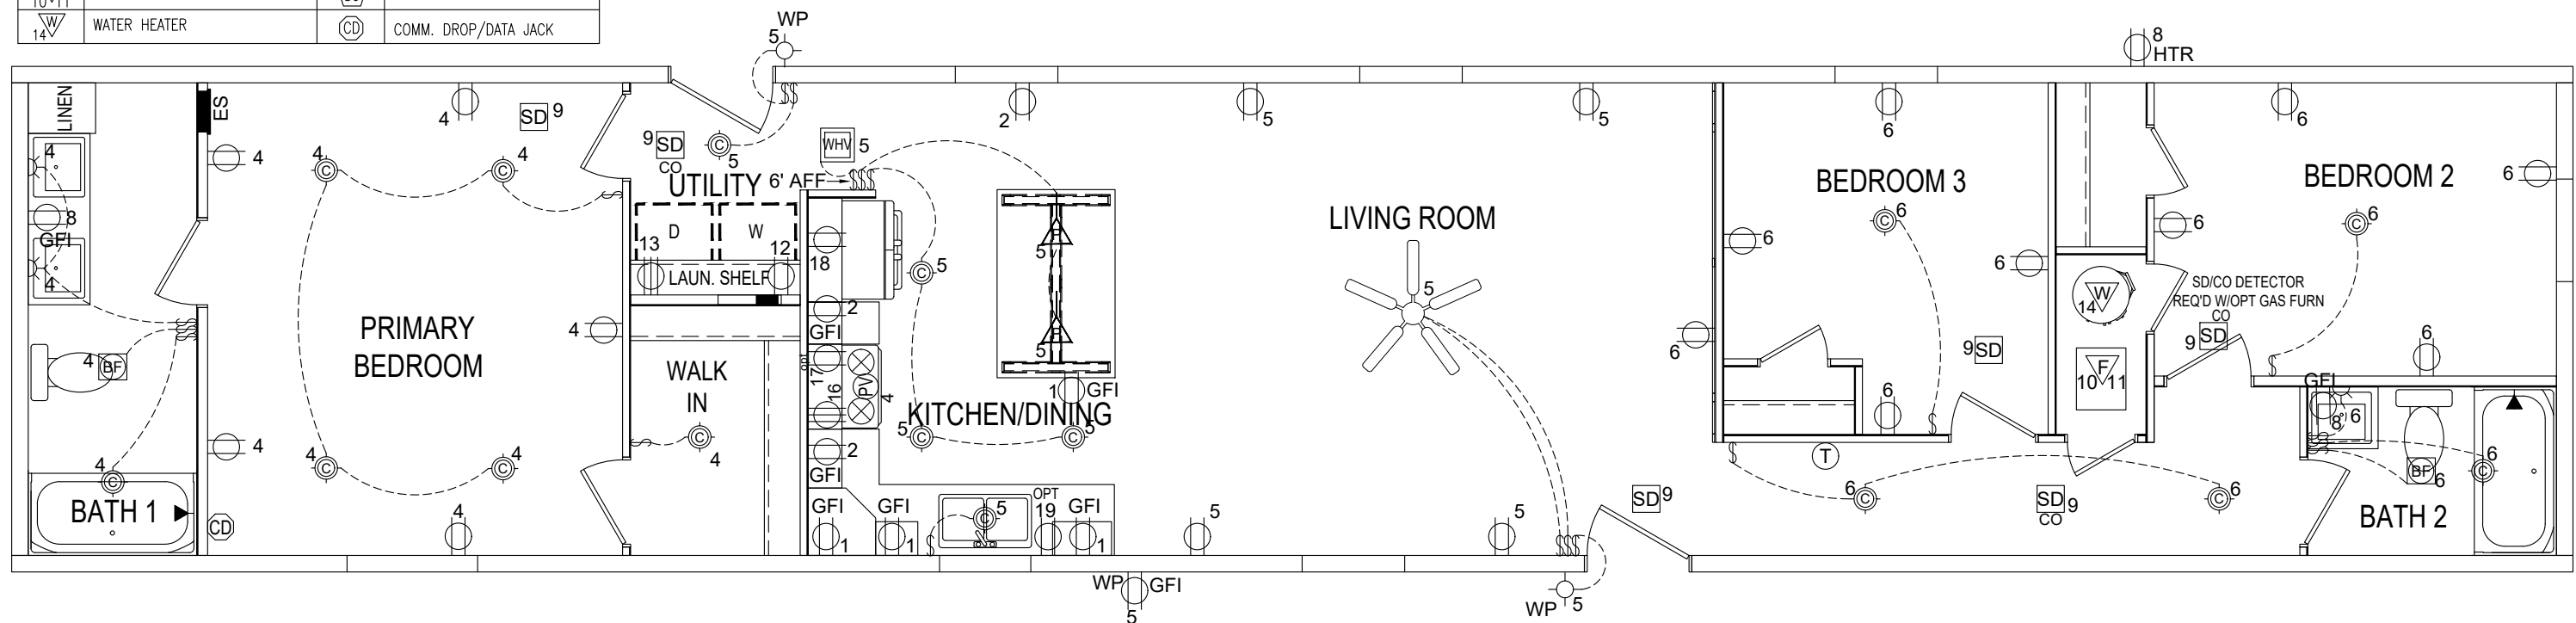 14 W WATER HEATER CD COMM. DROP/DATA JACK
WP
5
8
HTR
LINEN
ES
4
SD 9
2
5
5
6
6
4
4
4
4
9 SD
CO
5
WHV 5
UTILITY
6' AFF
BEDROOM 3
BEDROOM 2
6
8
GFI
4
D
W
13
12
LAUN. SHELF
18
5
5
LIVING ROOM
6
6
6
6
6
5
W
14
SD/CO DETECTOR
REQ'D W/OPT GAS FURN
CO
9 SD
PRIMARY
BEDROOM
4
2
GFI
5
6
9 SD
6
4 BF
WALK
IN
opt
17
16
PV
4
1 GFI
F
10 11
6
GFI
6
8
KITCHEN/DINING
5
5
4
4
4
4
4
2
GFI
T
6
6
6
BF
6
BATH 1
CD
4
GFI
1
GFI
1
5
OPT
19
GFI
1
5
5
SD 9
SD 9
CO
BATH 2
WP GFI
5
WP 5